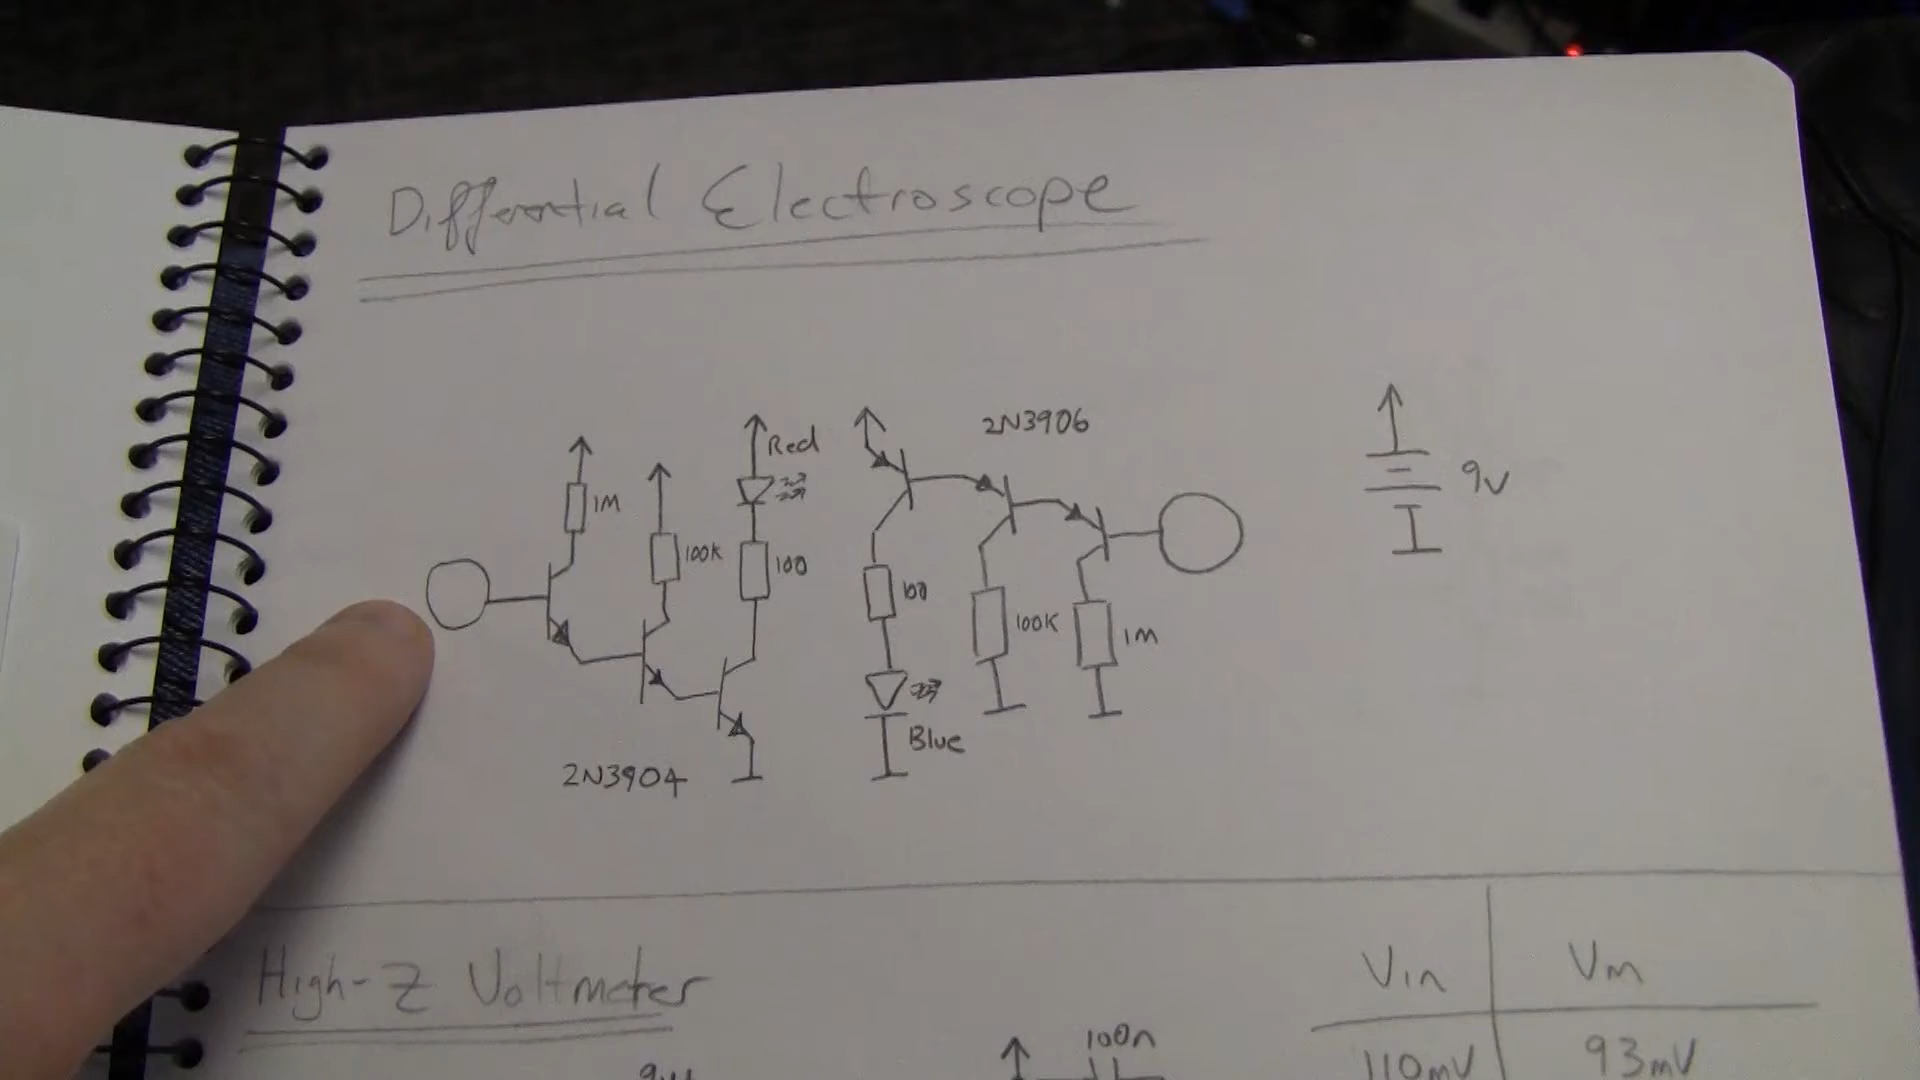 Differential Electroscope
2N3906
Red
1M
9v
100K
100
100
100K
1M
Blue
2N3904
High-Z Voltmeter
Vin
Vm
100n
110mV
93mV